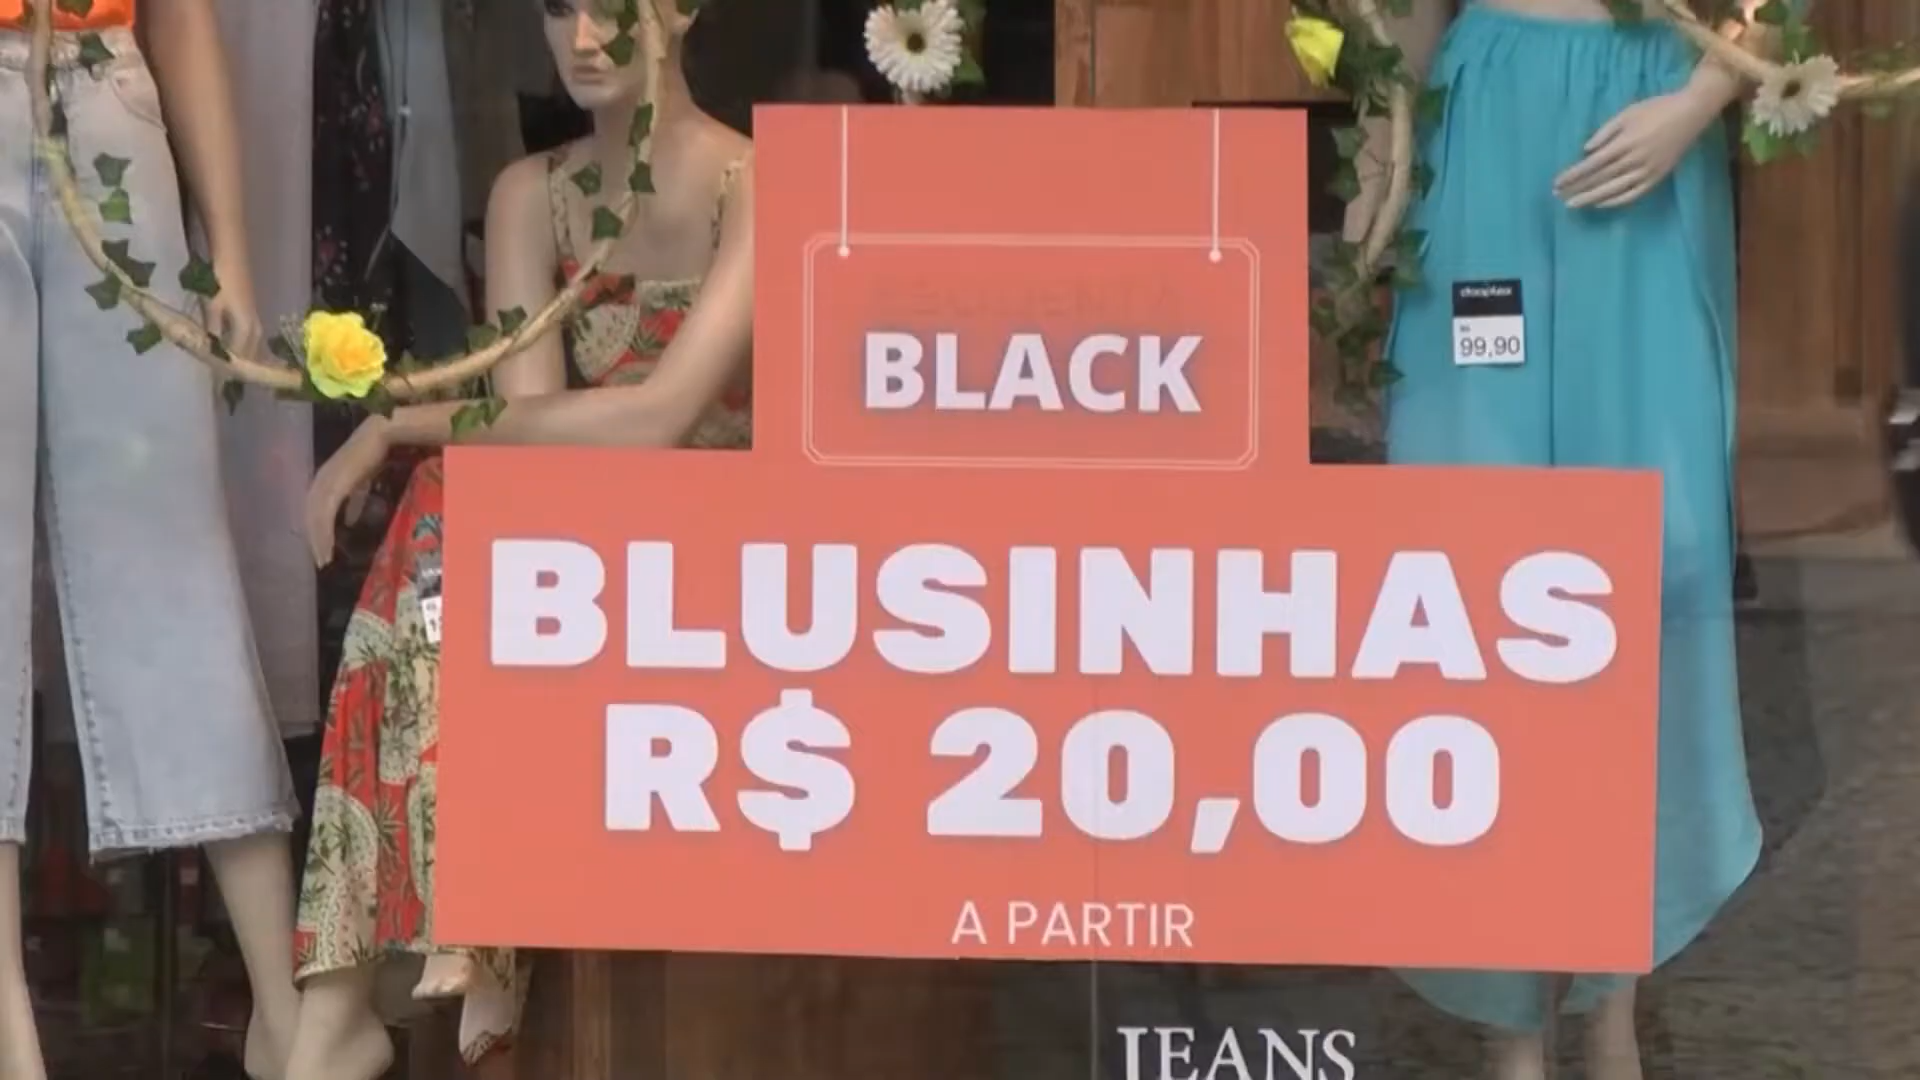 BLACK
BLUSINHAS
R$ 20,00
A PARTIR
99,90
JEANS